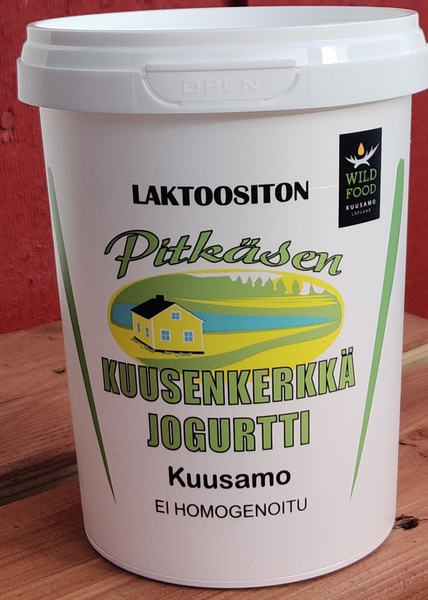 OPEN
WILD
FOOD
KUUSAMO
LAPLAND
LAKTOOSITON
Pitkäsen
KUUSENKERKKÄ
JOGURTTI
Kuusamo
EI HOMOGENOITU